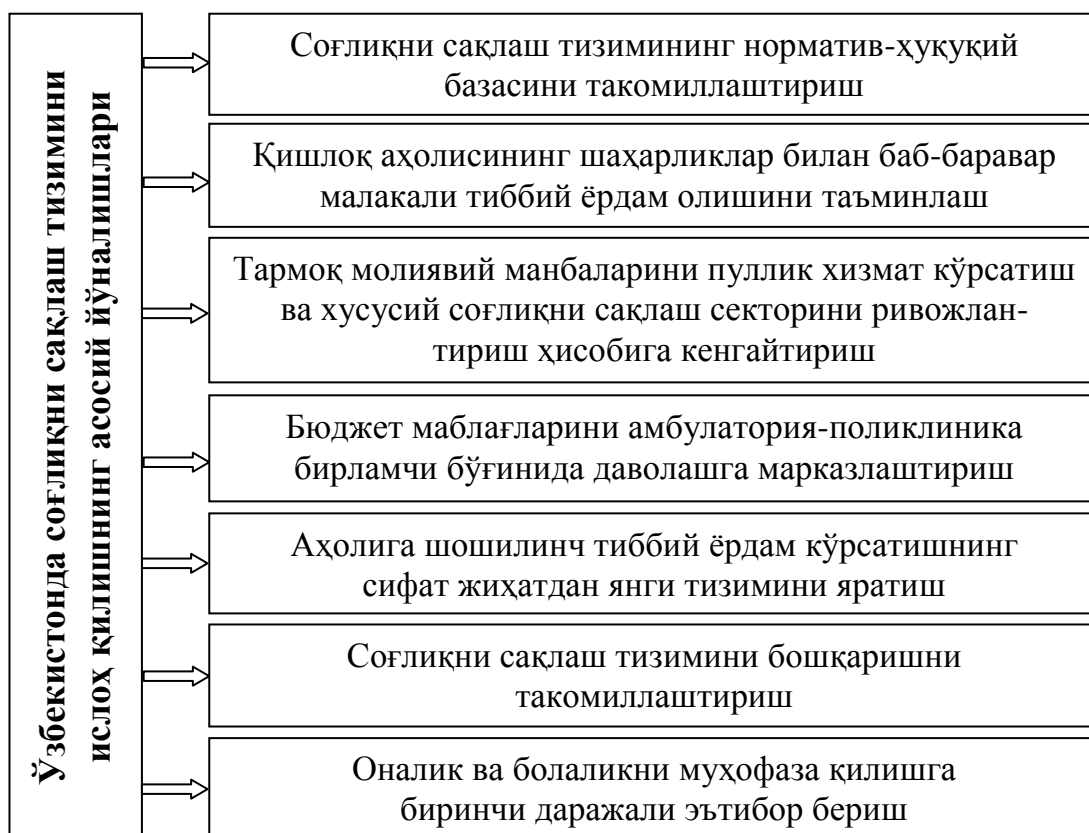 Ўзбекистонда соғлиқни сақлаш тизимини
ислоҳ қилишнинг асосий йўналишлари
Соғлиқни сақлаш тизимининг норматив-ҳуқуқий
базасини такомиллаштириш
Қишлоқ аҳолисининг шаҳарликлар билан баб-баравар
малакали тиббий ёрдам олишини таъминлаш
Тармоқ молиявий манбаларини пуллик хизмат кўрсатиш
ва хусусий соғлиқни сақлаш секторини ривожлан-
тириш ҳисобига кенгайтириш
Бюджет маблағларини амбулатория-поликлиника
бирламчи бўғинида даволашга марказлаштириш
Аҳолига шошилинч тиббий ёрдам кўрсатишнинг
сифат жиҳатдан янги тизимини яратиш
Соғлиқни сақлаш тизимини бошқаришни
такомиллаштириш
Оналик ва болаликни муҳофаза қилишга
биринчи даражали эътибор бериш